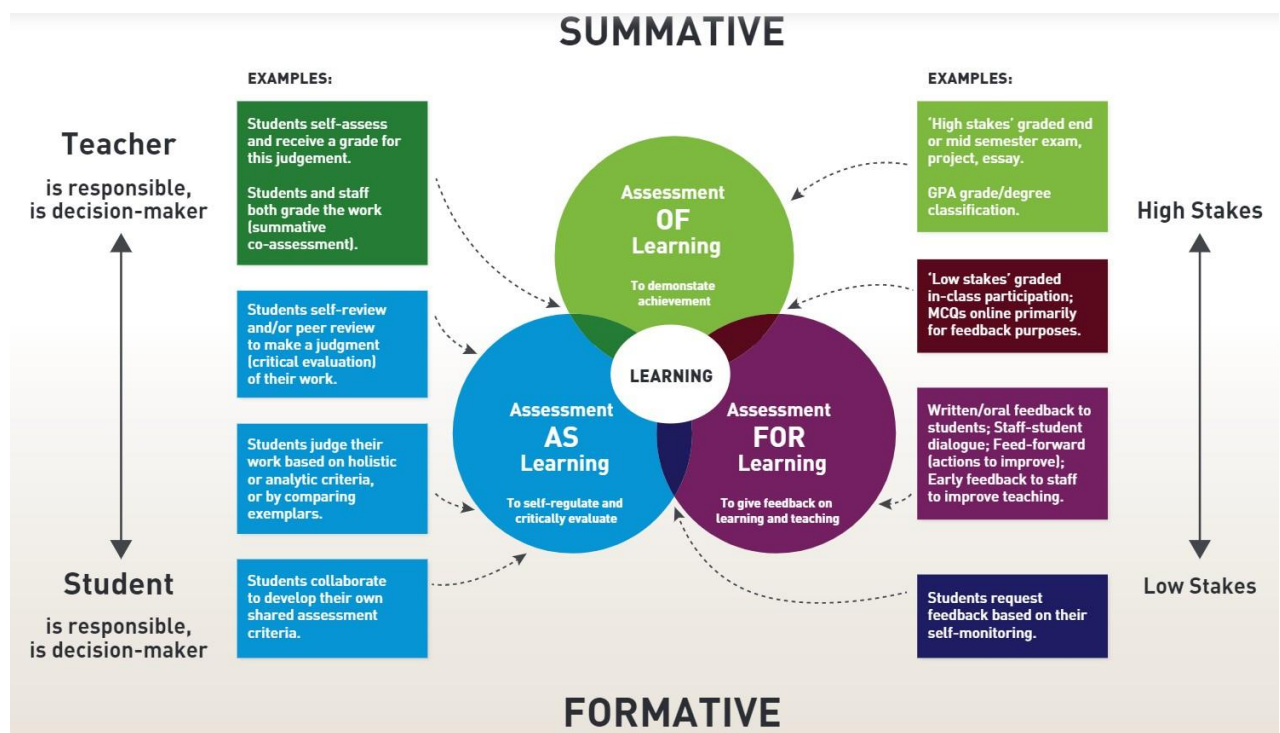 SUMMATIVE
Teacher
is responsible,
is decision-maker
Student
is responsible,
is decision-maker
EXAMPLES:
Students self-assess
and receive a grade for
this judgement.
Students and staff
both grade the work
(summative
co-assessment).
Students self-review
and/or peer review
to make a judgment
(critical evaluation)
of their work.
Students judge their
work based on holistic
or analytic criteria,
or by comparing
exemplars.
Students collaborate
to develop their own
shared assessment
criteria.
Assessment
OF
Learning
To demonstate
achievement
LEARNING
Assessment
AS
Learning
To self-regulate and
critically evaluate
Assessment
FOR
Learning
To give feedback on
learning and teaching
EXAMPLES:
‘High stakes’ graded end
or mid semester exam,
project, essay.
GPA grade/degree
classification.
‘Low stakes’ graded
in-class participation;
MCQs online primarily
for feedback purposes.
Written/oral feedback to
students; Staff-student
dialogue; Feed-forward
(actions to improve);
Early feedback to staff
to improve teaching.
Students request
feedback based on their
self-monitoring.
High Stakes
Low Stakes
FORMATIVE